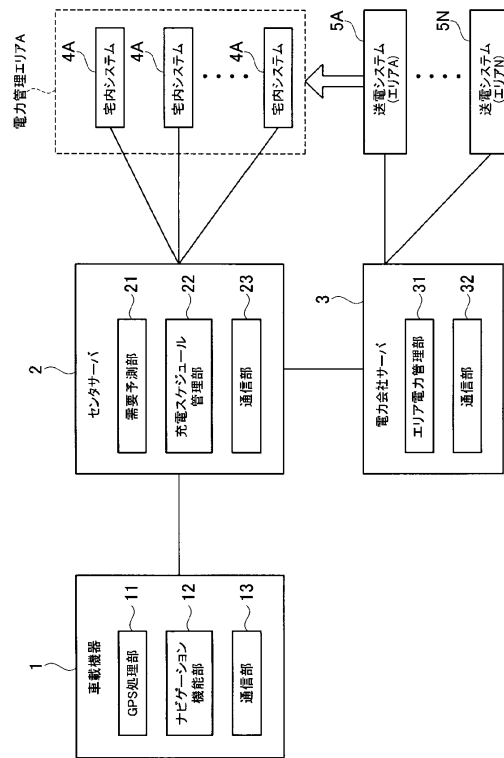 1
車載機器
GPS処理部
11
ナビゲーション
機能部
12
通信部
13
2
センタサーバ
需要予測部
21
充電スケジュール
管理部
22
通信部
23
3
電力会社サーバ
エリア電力管理部
31
通信部
32
電力管理エリアA
宅内システム
4A
宅内システム
4A
宅内システム
4A
5A
送電システム
(エリアA)
5N
送電システム
(エリアN)